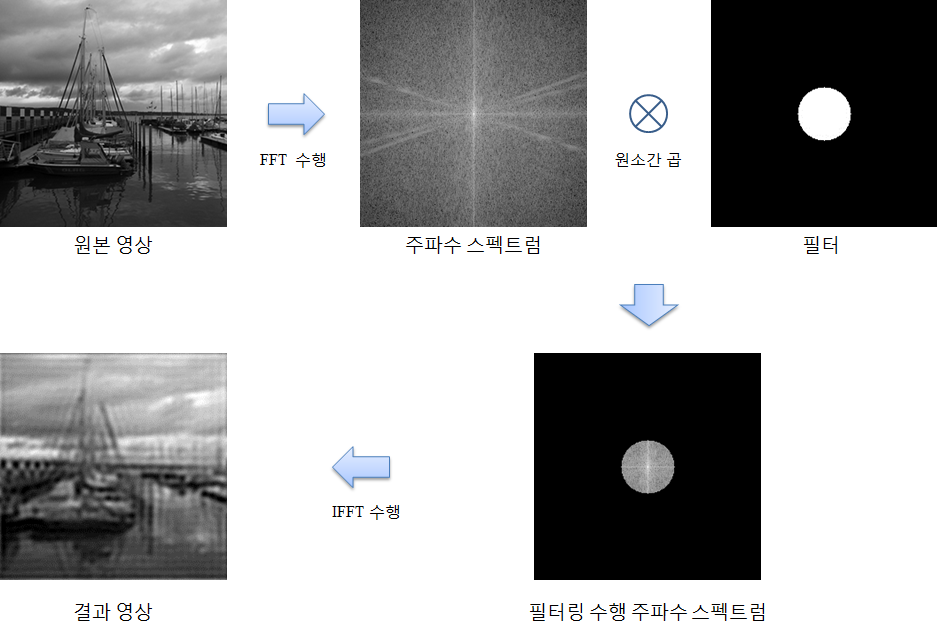 FFT 수행
원소간 곱
원본 영상
주파수 스펙트럼
필터
IFFT 수행
결과 영상
필터링 수행 주파수 스펙트럼